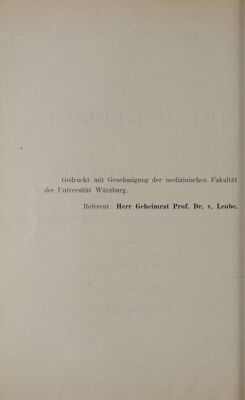 Gedruckt mit Genehmigung der medizinischen Fakultät
der Universität Würzburg.
Referent: Herr Geheimrat Prof. Dr. v. Leube.